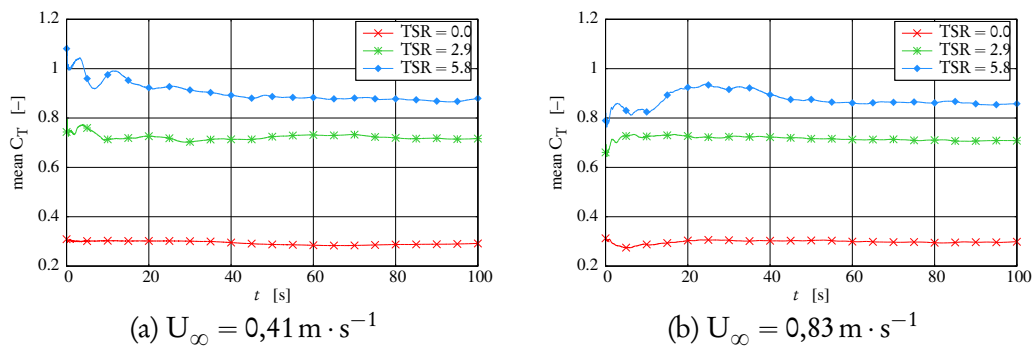 1.2
1
0.8
0.6
0.4
0.2
mean C_T [−]
TSR = 0.0
TSR = 2.9
TSR = 5.8
0 20 40 60 80 100
t [s]
(a) U_∞ = 0,41 m · s⁻¹
1.2
1
0.8
0.6
0.4
0.2
mean C_T [−]
TSR = 0.0
TSR = 2.9
TSR = 5.8
0 20 40 60 80 100
t [s]
(b) U_∞ = 0,83 m · s⁻¹